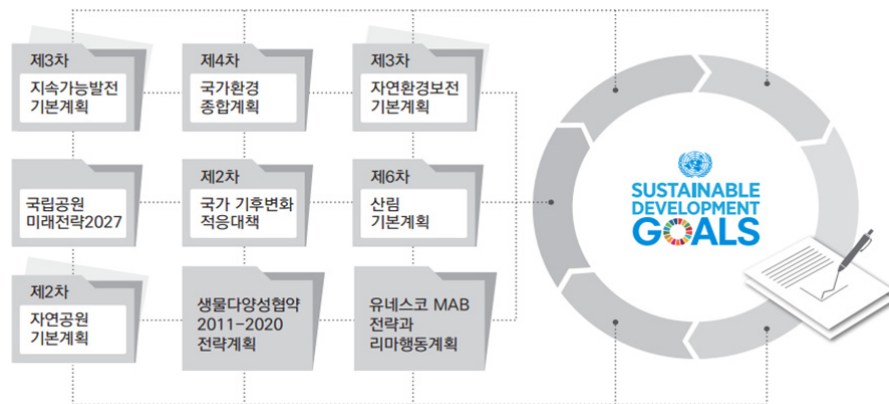 제3차
지속가능발전
기본계획
제4차
국가환경
종합계획
제3차
자연환경보전
기본계획
국립공원
미래전략2027
제2차
국가 기후변화
적응대책
제6차
산림
기본계획
제2차
자연공원
기본계획
생물다양성협약
2011-2020
전략계획
유네스코 MAB
전략과
리마행동계획
SUSTAINABLE
DEVELOPMENT
GOALS